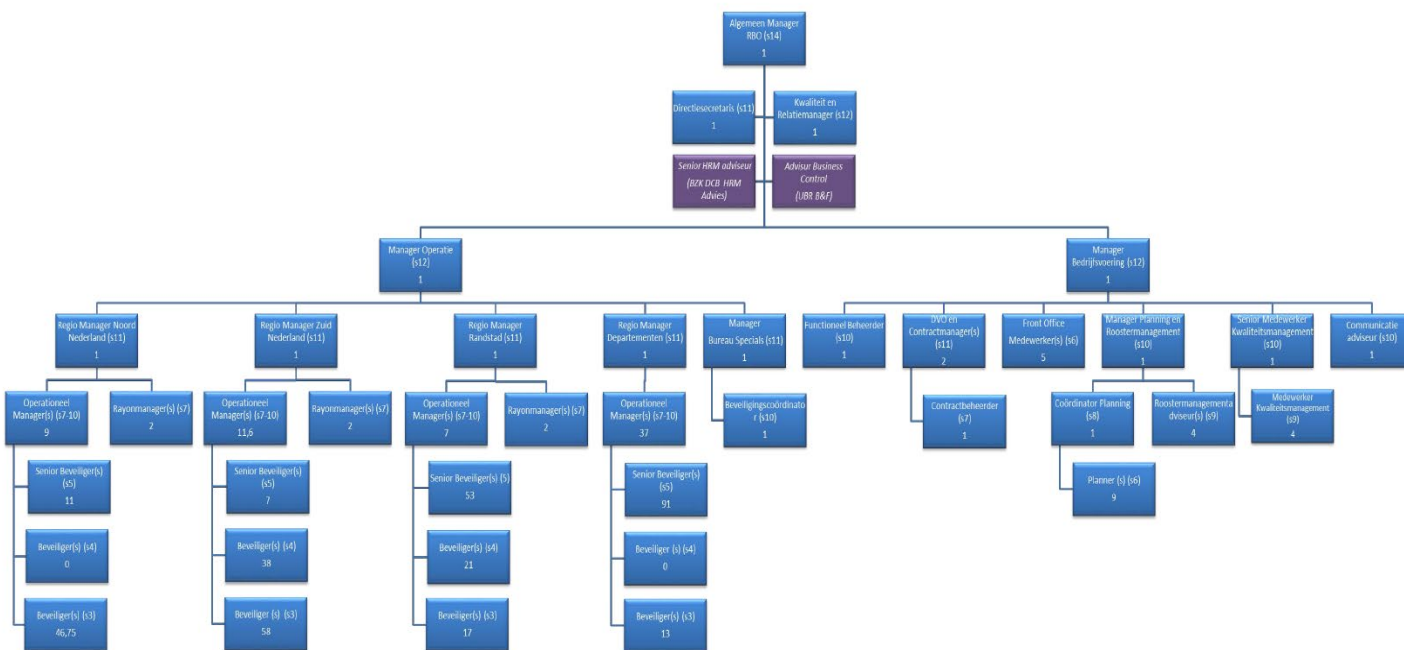 Algemeen Manager
RBO (s14)
1
Directiesecretaris (s11)
1
Kwaliteit en
Relatiemanager (s12)
1
Senior HRM adviseur
(BZK DCB HRM
Advies)
Advisur Business
Control
(UBR B&F)
Manager Operatie
(s12)
1
Manager
Bedrijfsvoering (s12)
1
Regio Manager Noord
Nederland (s11)
1
Regio Manager Zuid
Nederland (s11)
1
Regio Manager
Randstad (s11)
1
Regio Manager
Departementen (s11)
1
Manager
Bureau Specials (s11)
1
Functioneel Beheerder
(s10)
1
DVO en
Contractmanager(s)
(s11)
2
Front Office
Medewerker(s) (s6)
5
Manager Planning en
Roostermanagement
(s10)
1
Senior Medewerker
Kwaliteitsmanagement
(s10)
1
Communicatie
adviseur (s10)
1
Operationeel
Manager(s) (s7-10)
9
Rayonmanager(s) (s7)
2
Operationeel
Manager(s) (s7-10)
11,6
Rayonmanager(s) (s7)
2
Operationeel
Manager(s) (s7-10)
7
Rayonmanager(s) (s7)
2
Operationeel
Manager(s) (s7-10)
37
Beveiligingscoördinato
r (s10)
1
Contractbeheerder
(s7)
1
Coördinator Planning
(s8)
1
Roostermanagementa
dviseur(s) (s9)
4
Medewerker
Kwaliteitsmanagement
(s9)
4
Senior Beveiliger(s)
(s5)
11
Senior Beveiliger(s)
(s5)
7
Senior Beveiliger(s) (5)
53
Senior Beveiliger(s)
(s5)
91
Planner (s) (s6)
9
Beveiliger(s) (s4)
0
Beveiliger(s) (s4)
38
Beveiliger(s) (s4)
21
Beveiliger (s) (s4)
0
Beveiliger(s) (s3)
46,75
Beveiliger (s) (s3)
58
Beveiliger(s) (s3)
17
Beveiliger(s) (s3)
13